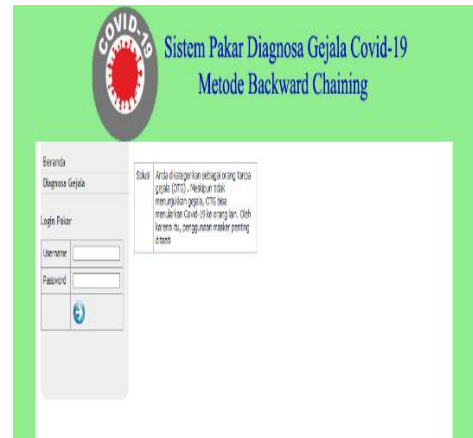 COVID-19
Sistem Pakar Diagnosa Gejala Covid-19
Metode Backward Chaining
Beranda
Diagnosa Gejala
Login Pakar
Username
Password
Solusi
Anda dikategorikan sebagai orang tanpa
gejala (OTG) . Meskipun tidak
menunjukkan gejala, OTG bisa
menularkan Covid-19 ke orang lain. Oleh
karena itu, penggunaan masker penting
ditaati